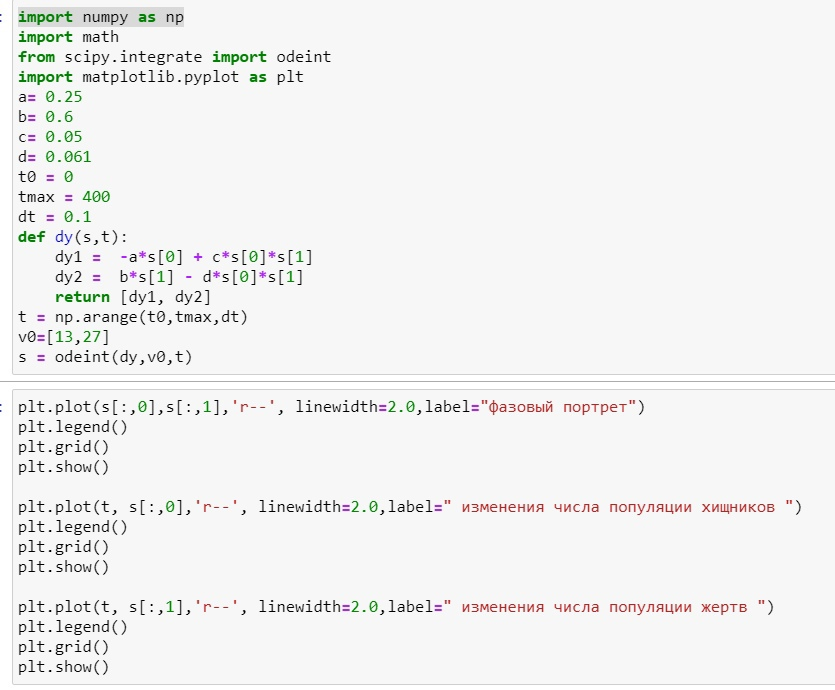 import numpy as np
import math
from scipy.integrate import odeint
import matplotlib.pyplot as plt
a= 0.25
b= 0.6
c= 0.05
d= 0.061
t0 = 0
tmax = 400
dt = 0.1
def dy(s,t):
    dy1 =  -a*s[0] + c*s[0]*s[1]
    dy2 =  b*s[1] - d*s[0]*s[1]
    return [dy1, dy2]
t = np.arange(t0,tmax,dt)
v0=[13,27]
s = odeint(dy,v0,t)
plt.plot(s[:,0],s[:,1],'r--', linewidth=2.0,label="фазовый портрет")
plt.legend()
plt.grid()
plt.show()
plt.plot(t, s[:,0],'r--', linewidth=2.0,label=" изменения числа популяции хищников ")
plt.legend()
plt.grid()
plt.show()
plt.plot(t, s[:,1],'r--', linewidth=2.0,label=" изменения числа популяции жертв ")
plt.legend()
plt.grid()
plt.show()